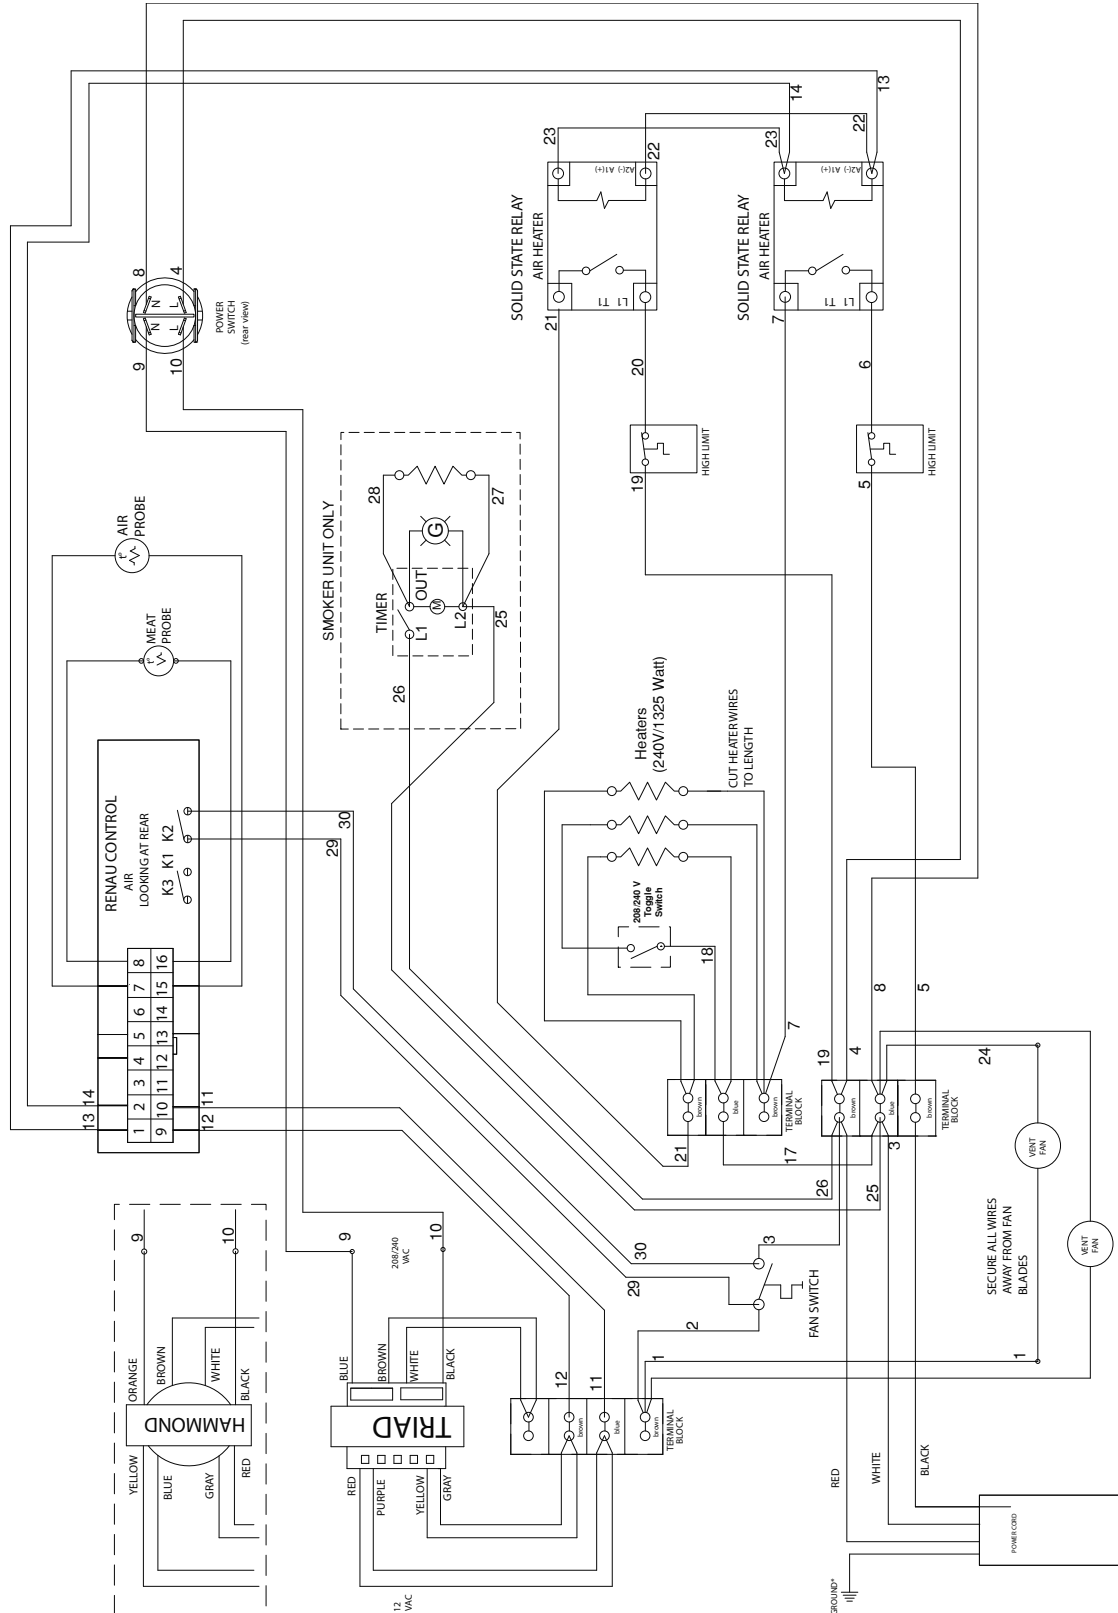 13
14
22
23
23
22
A2(-) A1(+)
A2(-) A1(+)
SOLID STATE RELAY
AIR HEATER
SOLID STATE RELAY
AIR HEATER
L1 T1
L1 T1
21
20
7
6
8
4
N
L
N
L
9
10
POWER
SWITCH
(rear view)
HIGH LIMIT
HIGH LIMIT
19
5
AIR
PROBE
t°
MEAT
PROBE
t°
SMOKER UNIT ONLY
28
27
G
TIMER
OUT
M
L1
L2
25
26
RENAU CONTROL
AIR
LOOKING AT REAR
K3 K1 K2
29
30
8
7
6
5
4
3
2
1
16
15
14
13
12
11
10
9
14
13
11
12
Heaters
(240V/1325 Watt)
CUT HEATER WIRES
TO LENGTH
208/240 V
Toggle
Switch
18
7
19
4
8
5
24
brown
blue
brown
TERMINAL
BLOCK
brown
blue
brown
TERMINAL
BLOCK
21
17
26
25
3
VENT
FAN
VENT
FAN
SECURE ALL WIRES
AWAY FROM FAN
BLADES
30
29
3
FAN SWITCH
2
1
1
9
10
ORANGE
BROWN
WHITE
BLACK
HAMMOND
YELLOW
BLUE
GRAY
RED
9
10
208/240
VAC
BLUE
BROWN
WHITE
BLACK
TRIAD
RED
PURPLE
YELLOW
GRAY
12
VAC
12
11
brown
blue
brown
TERMINAL
BLOCK
RED
WHITE
BLACK
POWER CORD
GROUND*